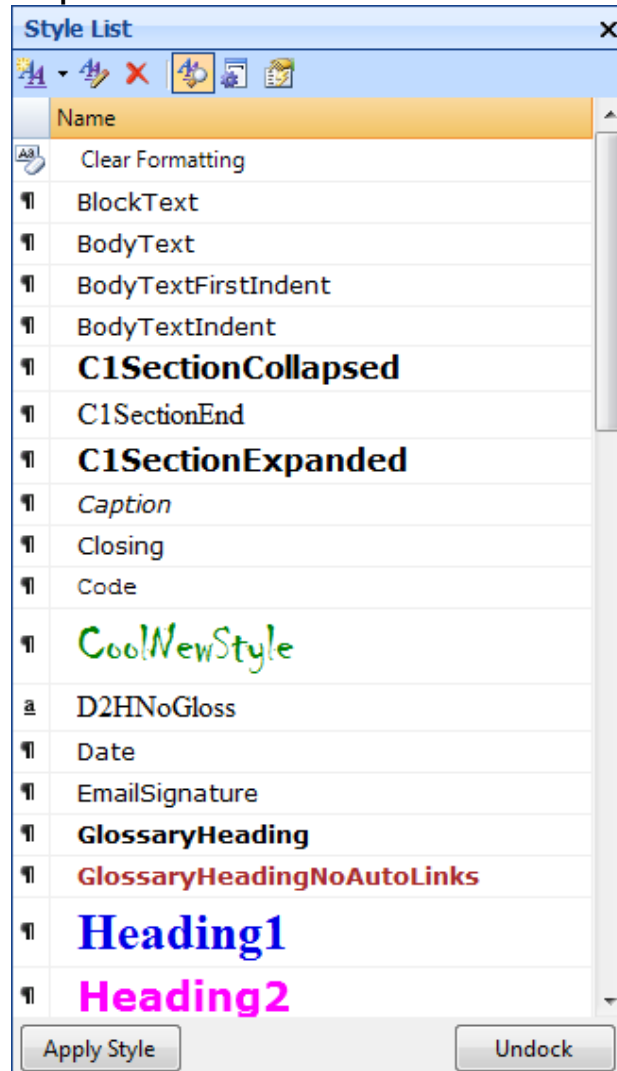 Style List
Name
Clear Formatting
BlockText
BodyText
BodyTextFirstIndent
BodyTextIndent
C1SectionCollapsed
C1SectionEnd
C1SectionExpanded
Caption
Closing
Code
CoolNewStyle
D2HNoGloss
Date
EmailSignature
GlossaryHeading
GlossaryHeadingNoAutoLinks
Heading1
Heading2
Apply Style Undock